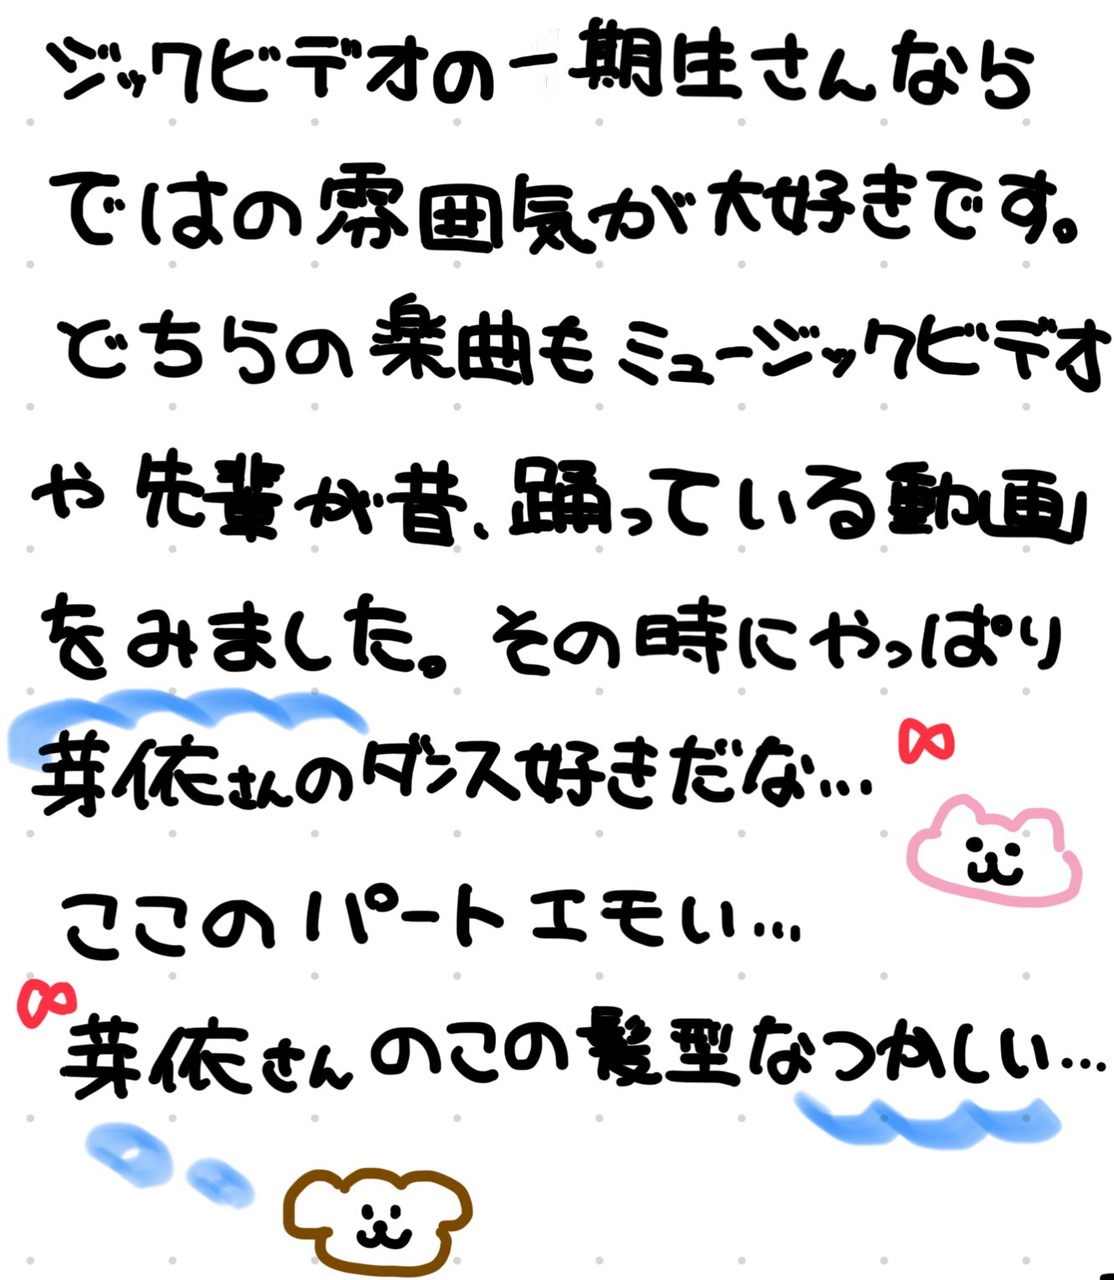 ジックビデオの一期生さんなら
ではの雰囲気が大好きです。
どちらの楽曲もミュージックビデオ
や先輩が昔、踊っている動画
をみました。その時にやっぱり
芽依さんのダンス好きだな...
ここのパートエモい...
芽依さんのこの髪型なつかしい...